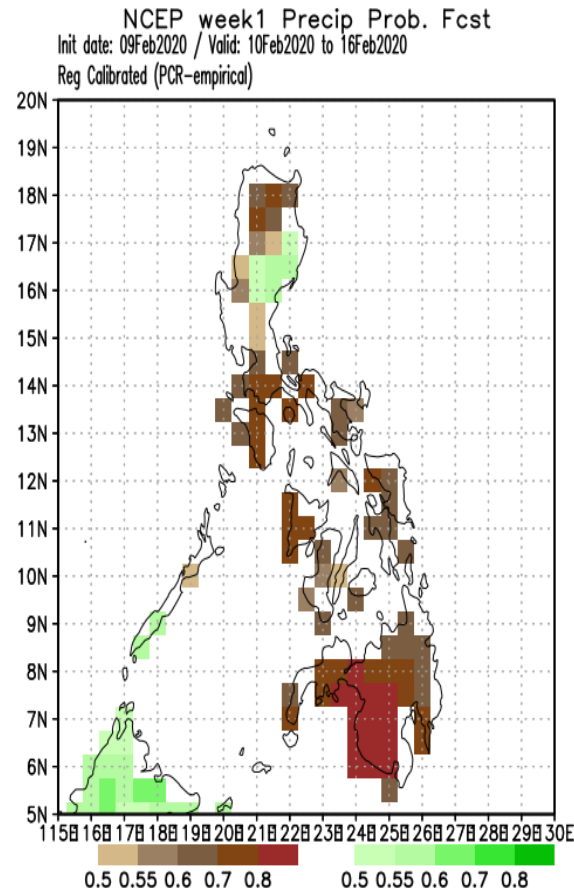 NCEP week1 Precip Prob. Fcst
Init date: 09Feb2020 / Valid: 10Feb2020 to 16Feb2020
Reg Calibrated (PCR-empirical)
20N
19N
18N
17N
16N
15N
14N
13N
12N
11N
10N
9N
8N
7N
6N
5N
115E 116E 117E 118E 119E 120E 121E 122E 123E 124E 125E 126E 127E 128E 129E 130E
0.5 0.55 0.6 0.7 0.8 0.5 0.55 0.6 0.7 0.8